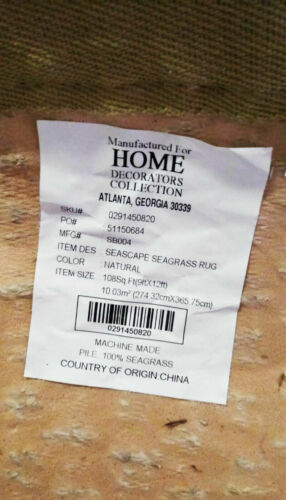 Manufactured For
HOME
DECORATORS
COLLECTION
ATLANTA, GEORGIA 30339
SKU# 0291450820
PO# 51150684
MFG# SB004
ITEM DES SEASCAPE SEAGRASS RUG
COLOR NATURAL
ITEM SIZE 108Sq.Ft(9ftX12ft)
10.03m² (274.32cmX365.75cm)
0291450820
MACHINE MADE
PILE: 100% SEAGRASS
COUNTRY OF ORIGIN:CHINA